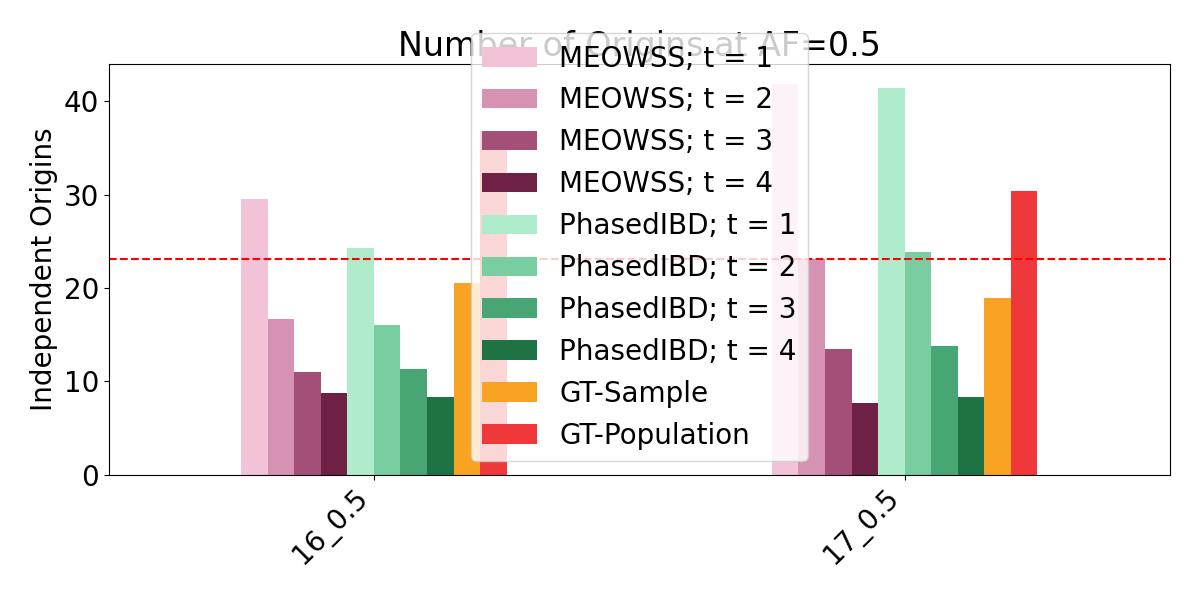 Number of Origins at AF=0.5
MEOWSS; t = 1
MEOWSS; t = 2
MEOWSS; t = 3
MEOWSS; t = 4
PhasedIBD; t = 1
PhasedIBD; t = 2
PhasedIBD; t = 3
PhasedIBD; t = 4
GT-Sample
GT-Population
Independent Origins
40
30
20
10
0
16_0.5
17_0.5